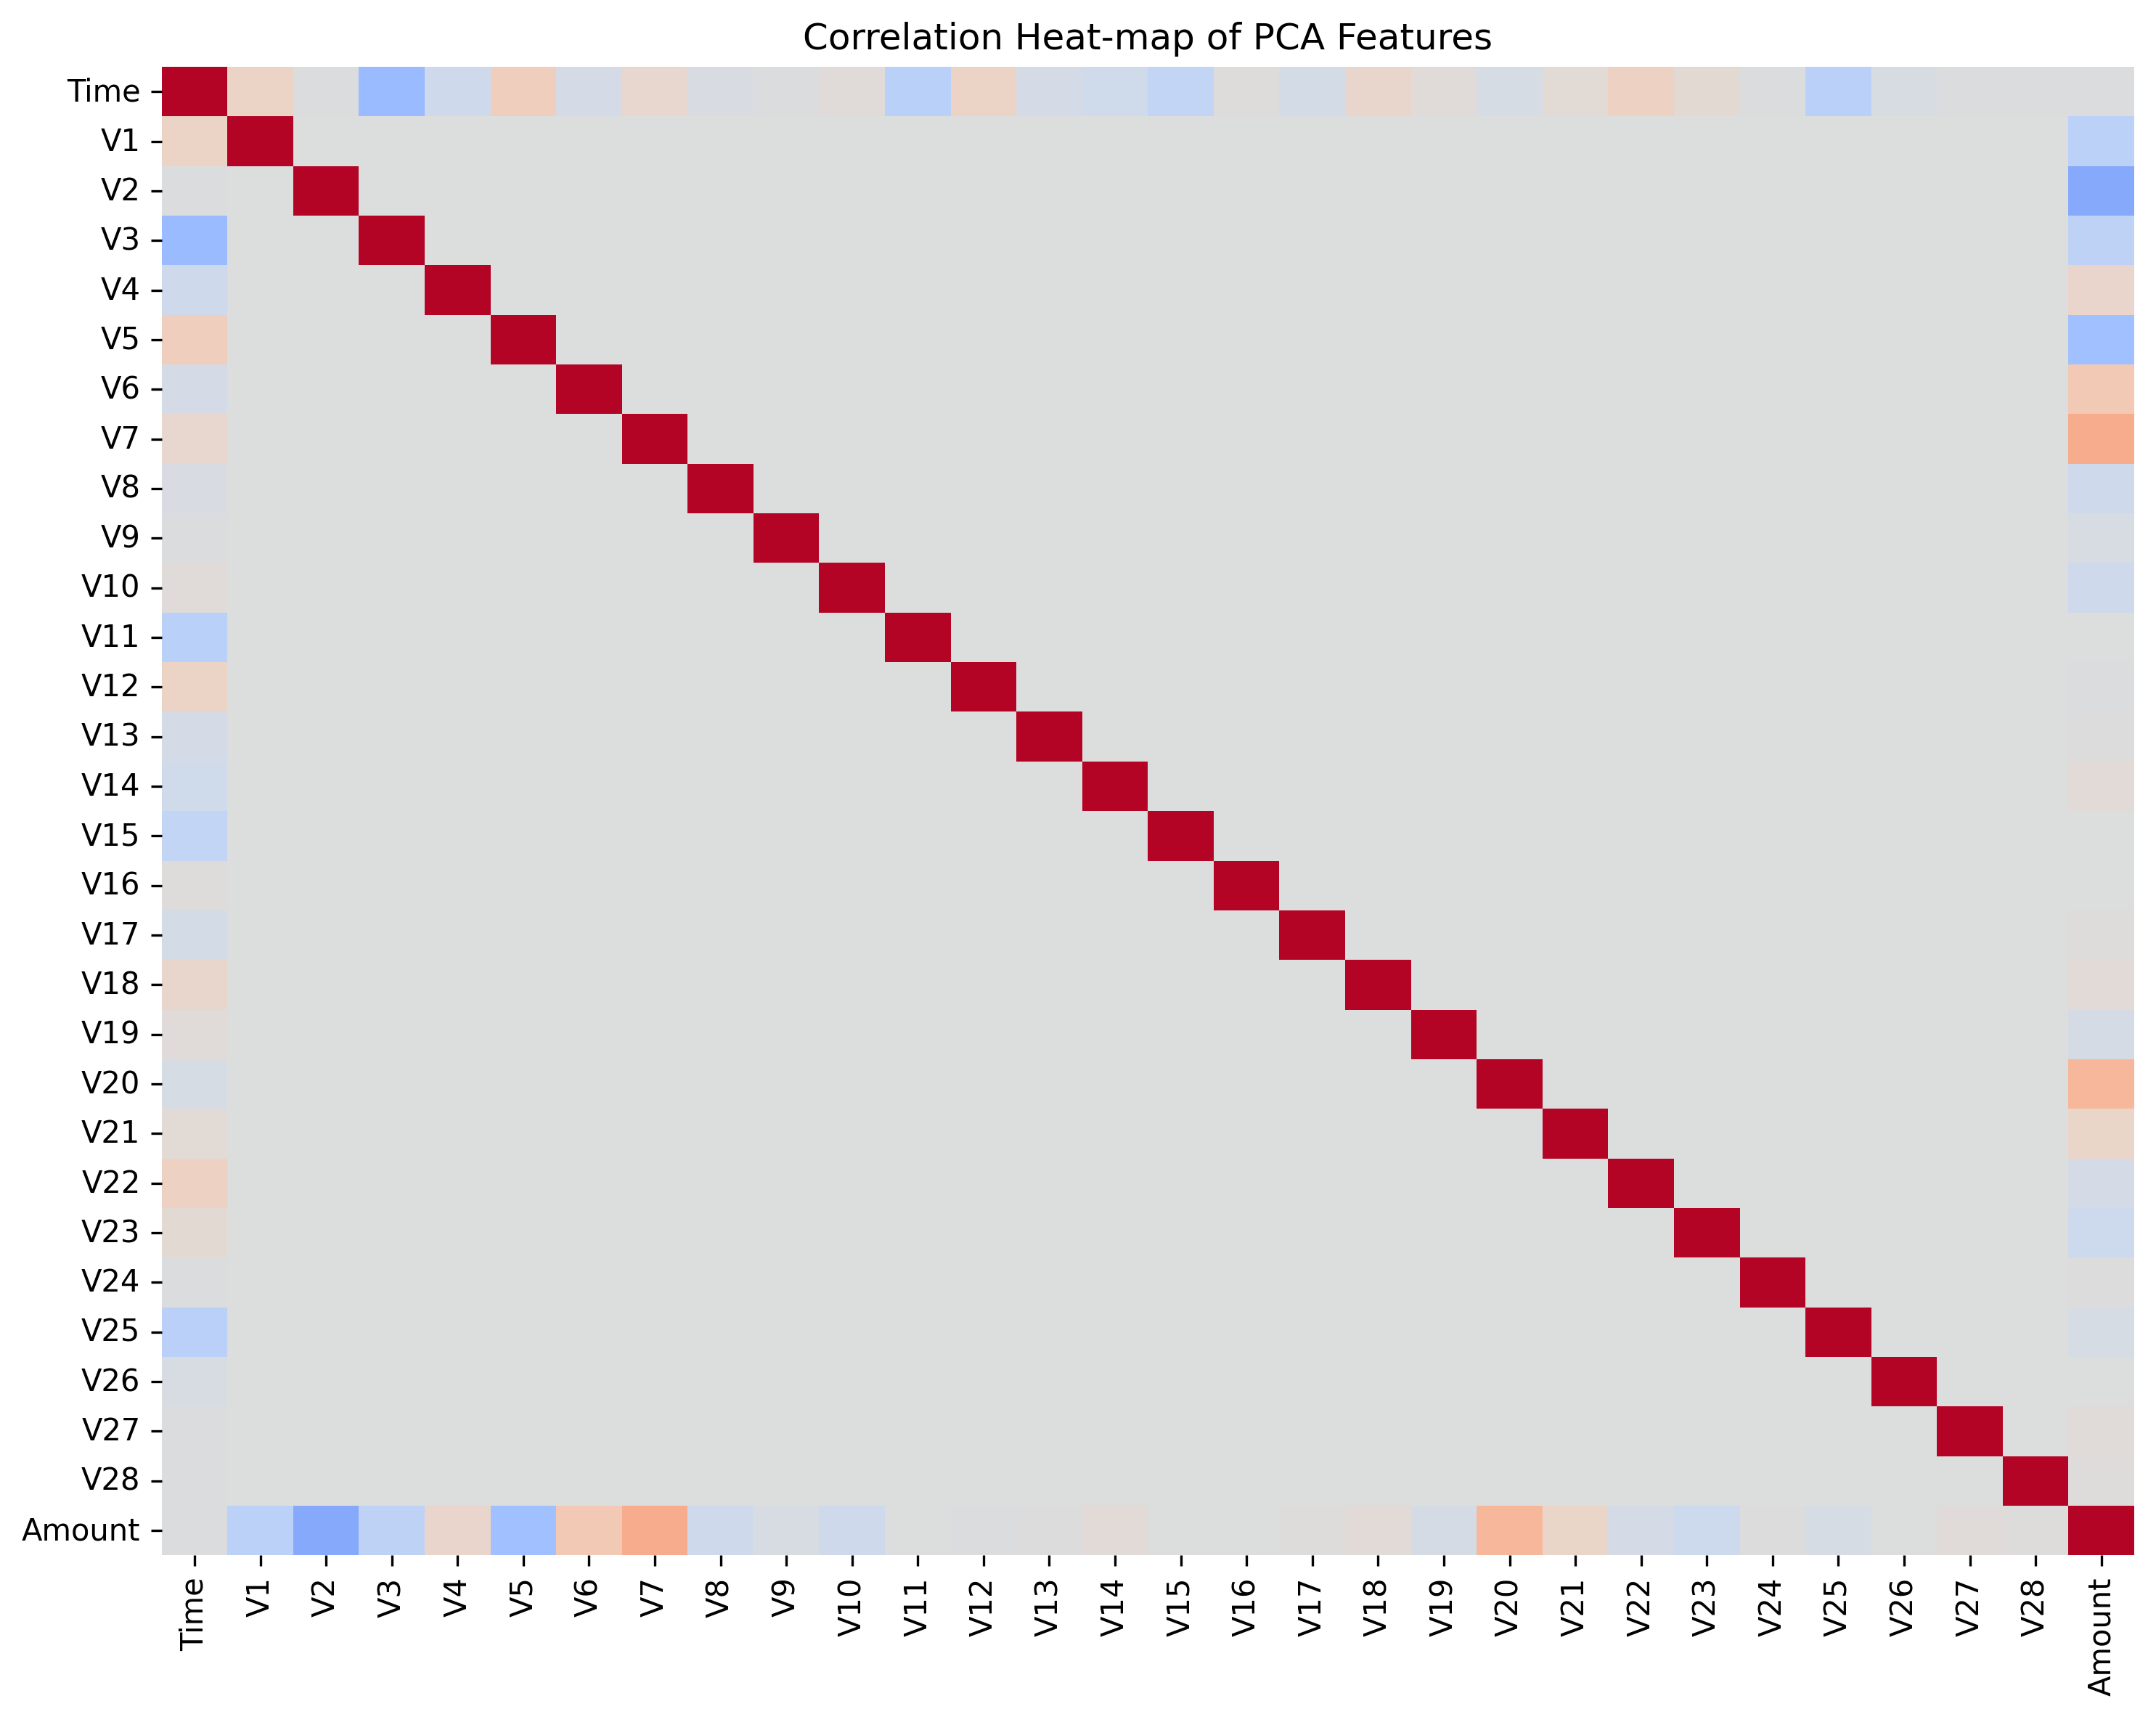 Correlation Heat-map of PCA Features
Time
V1
V2
V3
V4
V5
V6
V7
V8
V9
V10
V11
V12
V13
V14
V15
V16
V17
V18
V19
V20
V21
V22
V23
V24
V25
V26
V27
V28
Amount
Time V1 V2 V3 V4 V5 V6 V7 V8 V9 V10 V11 V12 V13 V14 V15 V16 V17 V18 V19 V20 V21 V22 V23 V24 V25 V26 V27 V28 Amount